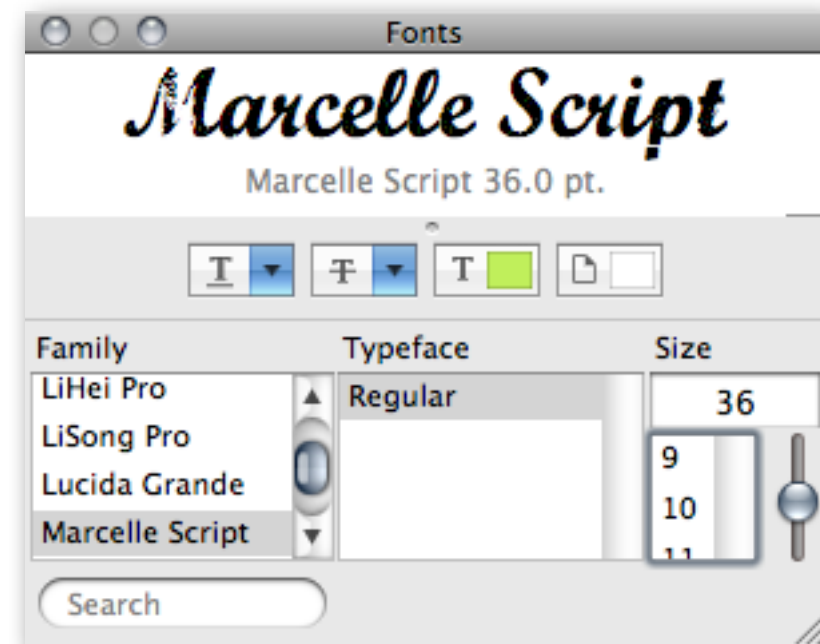 Fonts
Marcelle Script
Marcelle Script 36.0 pt.
T T T
Family Typeface Size
LiHei Pro Regular 36
LiSong Pro 9
Lucida Grande 10
Marcelle Script 11
Search